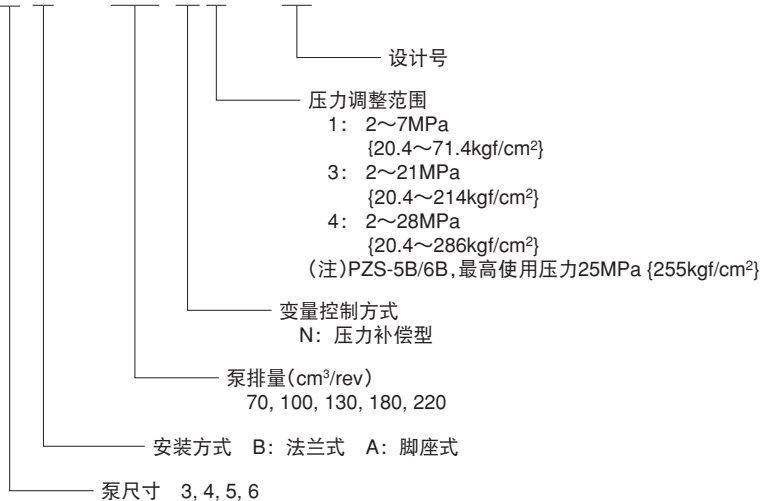 设计号
压力调整范围
1： 2～7MPa
{20.4～71.4kgf/cm²}
3： 2～21MPa
{20.4～214kgf/cm²}
4： 2～28MPa
{20.4～286kgf/cm²}
（注）PZS-5B/6B，最高使用压力25MPa {255kgf/cm²}
变量控制方式
N： 压力补偿型
泵排量（cm³/rev）
70, 100, 130, 180, 220
安装方式 B： 法兰式 A： 脚座式
泵尺寸 3, 4, 5, 6